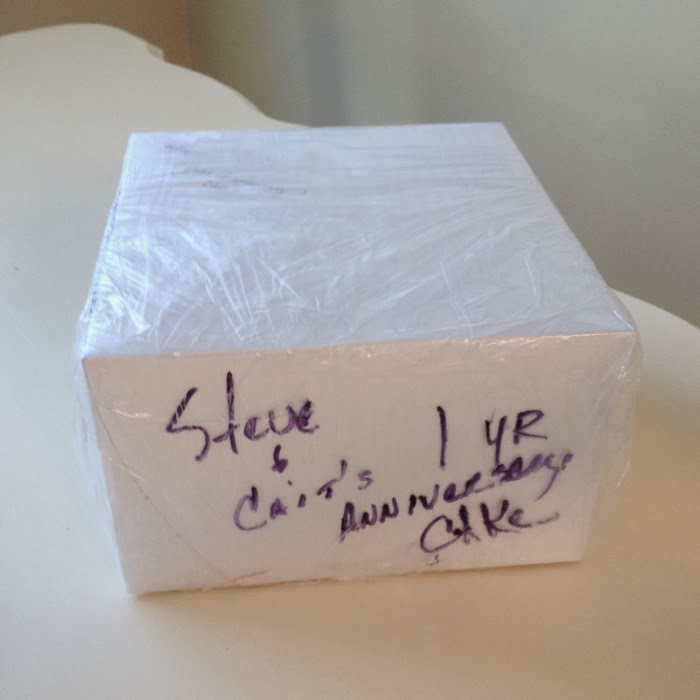 Steve
&
Cait's
1 YR
ANNIVERSARY
CAKE